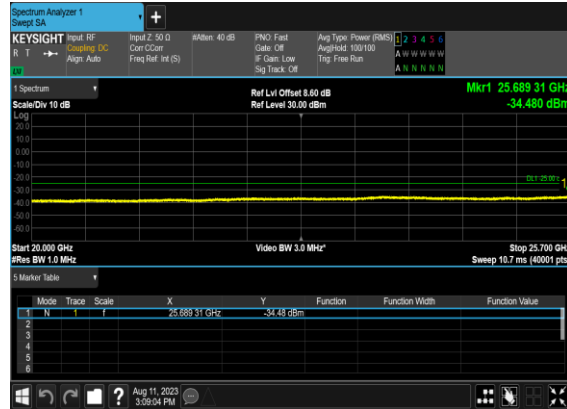 Spectrum Analyzer 1
Swept SA
+
KEYSIGHT Input: RF Input Z: 50 Ω #Atten: 40 dB PNO: Fast Avg Type: Power (RMS) 1 2 3 4 5 6
R T Coupling: DC Corr CCorr Gate: Off Avg|Hold: 100/100 A W W W W W
Align: Auto Freq Ref: Int (S) IF Gain: Low Trig: Free Run
Sig Track: Off A N N N N N
1 Spectrum Ref Lvl Offset 8.60 dB Mkr1 25.689 31 GHz
Scale/Div 10 dB Ref Level 30.00 dBm -34.480 dBm
Log
20.0
10.0
0.00
-10.0
-20.0
DL1 -25.00
-30.0 1
-40.0
-50.0
-60.0
Start 20.000 GHz Video BW 3.0 MHz* Stop 25.700 GH
#Res BW 1.0 MHz Sweep 10.7 ms (40001 pts
5 Marker Table
Mode Trace Scale X Y Function Function Width Function Value
1 N 1 f 25.689 31 GHz -34.48 dBm
2
3
4
5
6
? Aug 11, 2023
3:09:04 PM